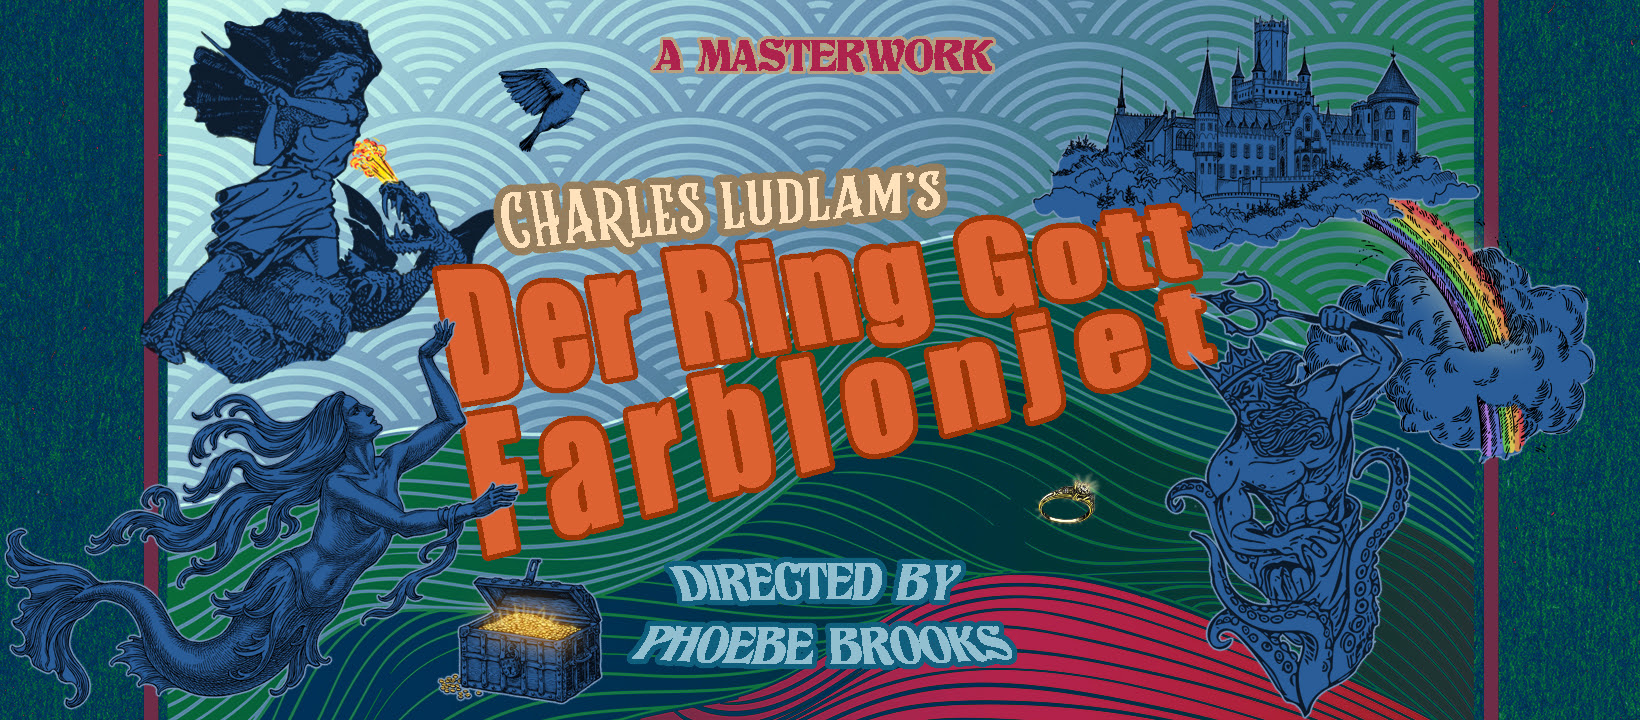 A MASTERWORK
CHARLES LUDLAM'S
Der Ring Gott
Farblonjet
DIRECTED BY
PHOEBE BROOKS